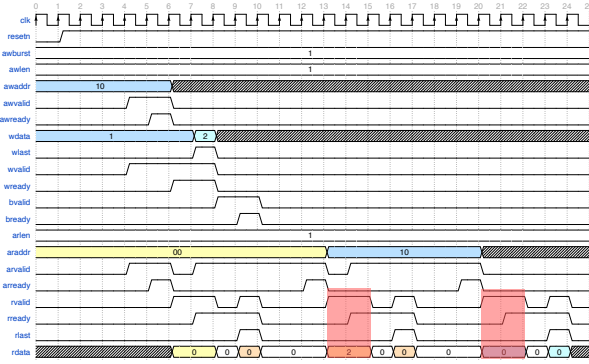 0 1 2 3 4 5 6 7 8 9 10 11 12 13 14 15 16 17 18 19 20 21 22 23 24
clk
resetn
awburst 1
awlen 1
awaddr 10
awvalid
awready
wdata 1 2
wlast
wvalid
wready
bvalid
bready
arlen 1
araddr 00 10
arvalid
arready
rvalid
rready
rlast
rdata 0 0 0 0 2 0 0 0 0 0 0